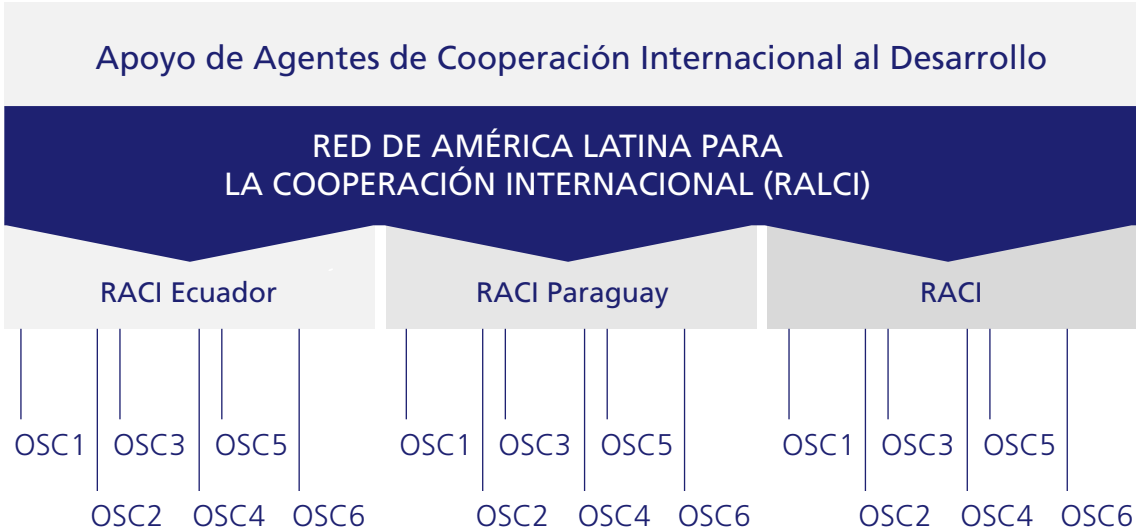 Apoyo de Agentes de Cooperación Internacional al Desarrollo
RED DE AMÉRICA LATINA PARA
LA COOPERACIÓN INTERNACIONAL (RALCI)
RACI Ecuador
RACI Paraguay
RACI
OSC1 OSC3 OSC5
OSC2 OSC4 OSC6
OSC1 OSC3 OSC5
OSC2 OSC4 OSC6
OSC1 OSC3 OSC5
OSC2 OSC4 OSC6